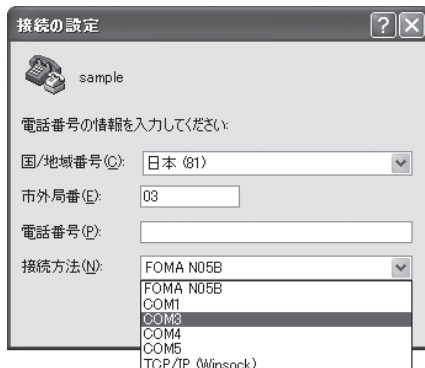 接続の設定
sample
電話番号の情報を入力してください:
国/地域番号(C): 日本 (81)
市外局番(E): 03
電話番号(P):
接続方法(N): FOMA N05B
FOMA N05B
COM1
COM3
COM4
COM5
TCP/IP (Winsock)